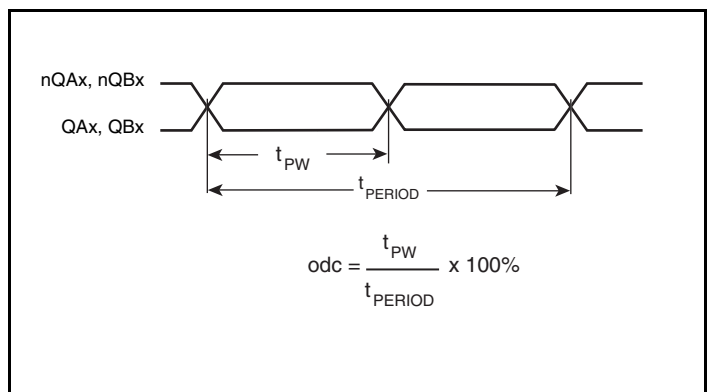 nQAx, nQBx
QAx, QBx
tPW
tPERIOD
odc = tPW / tPERIOD x 100%